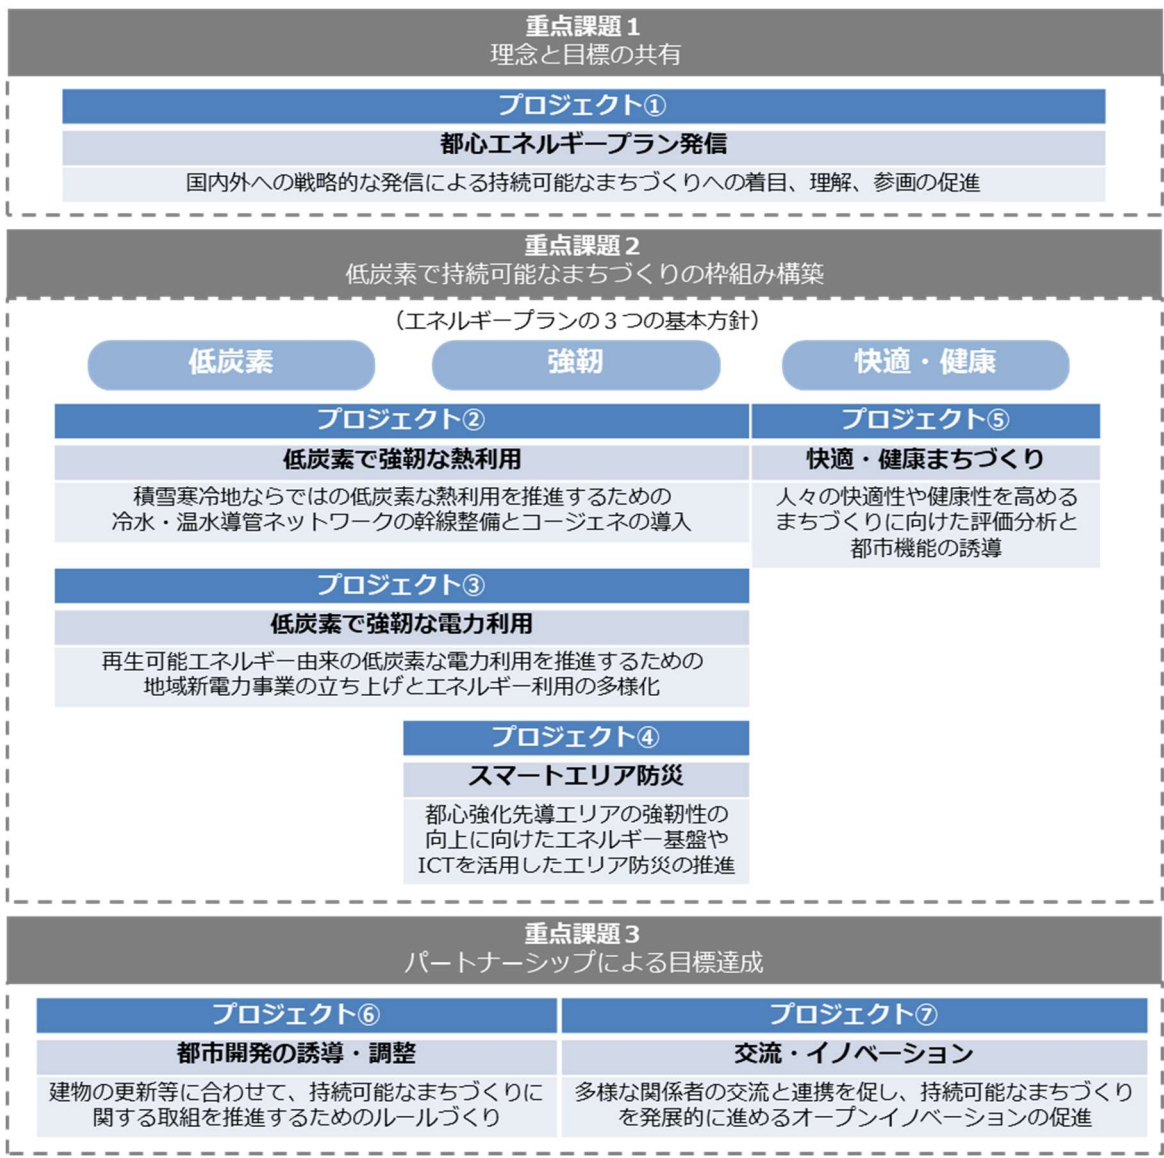 重点課題１
理念と目標の共有
プロジェクト①
都心エネルギープラン発信
国内外への戦略的な発信による持続可能なまちづくりへの着目、理解、参画の促進
重点課題２
低炭素で持続可能なまちづくりの枠組み構築
（エネルギープランの３つの基本方針）
低炭素
強靭
快適・健康
プロジェクト②
低炭素で強靭な熱利用
積雪寒冷地ならではの低炭素な熱利用を推進するための
冷水・温水導管ネットワークの幹線整備とコージェネの導入
プロジェクト⑤
快適・健康まちづくり
人々の快適性や健康性を高める
まちづくりに向けた評価分析と
都市機能の誘導
プロジェクト③
低炭素で強靭な電力利用
再生可能エネルギー由来の低炭素な電力利用を推進するための
地域新電力事業の立ち上げとエネルギー利用の多様化
プロジェクト④
スマートエリア防災
都心強化先導エリアの強靭性の
向上に向けたエネルギー基盤や
ICTを活用したエリア防災の推進
重点課題３
パートナーシップによる目標達成
プロジェクト⑥
都市開発の誘導・調整
建物の更新等に合わせて、持続可能なまちづくりに
関する取組を推進するためのルールづくり
プロジェクト⑦
交流・イノベーション
多様な関係者の交流と連携を促し、持続可能なまちづくり
を発展的に進めるオープンイノベーションの促進